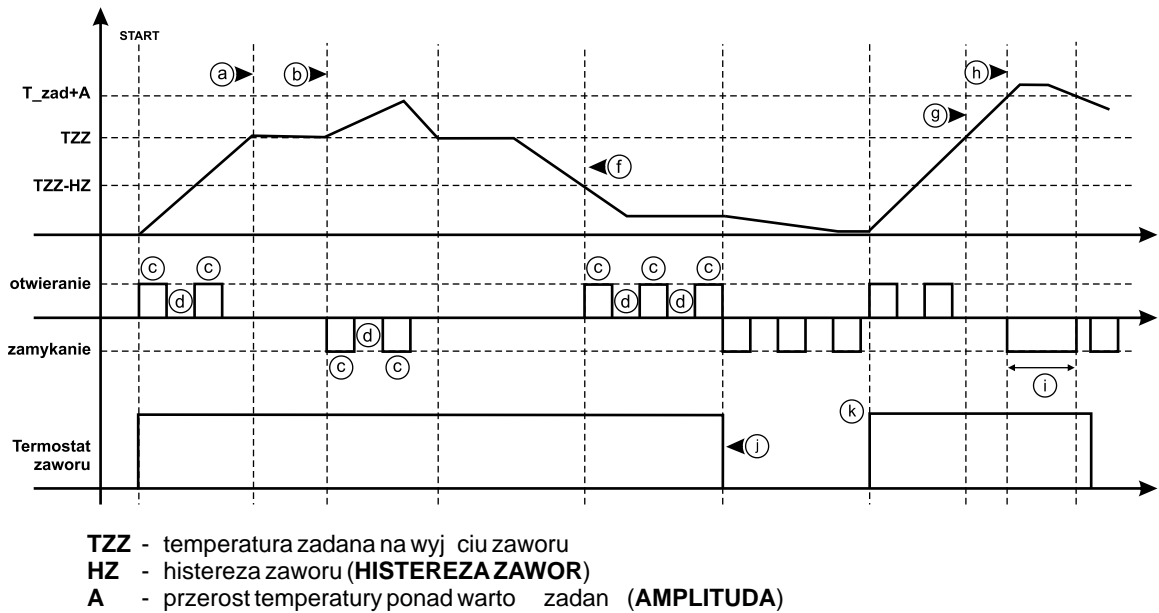 START
a b h
T_zad+A
g
TZZ
f
TZZ-HZ
c c c c c
otwieranie
d d d
d
zamykanie
c c i
k
Termostat
zaworu
j
TZZ - temperatura zadana na wyj ciu zaworu
HZ - histereza zaworu (HISTEREZA ZAWOR)
A - przerost temperatury ponad warto zadan (AMPLITUDA)